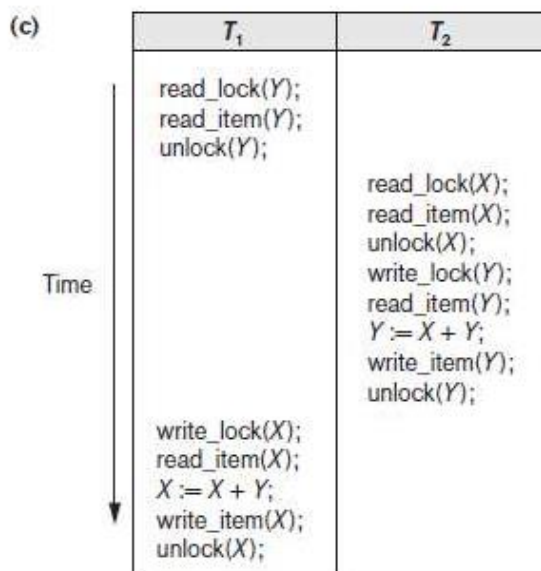 (c)
T₁ T₂
read_lock(Y);
read_item(Y);
unlock(Y);
read_lock(X);
read_item(X);
unlock(X);
write_lock(Y);
read_item(Y);
Y := X + Y;
write_item(Y);
unlock(Y);
Time
write_lock(X);
read_item(X);
X := X + Y;
write_item(X);
unlock(X);